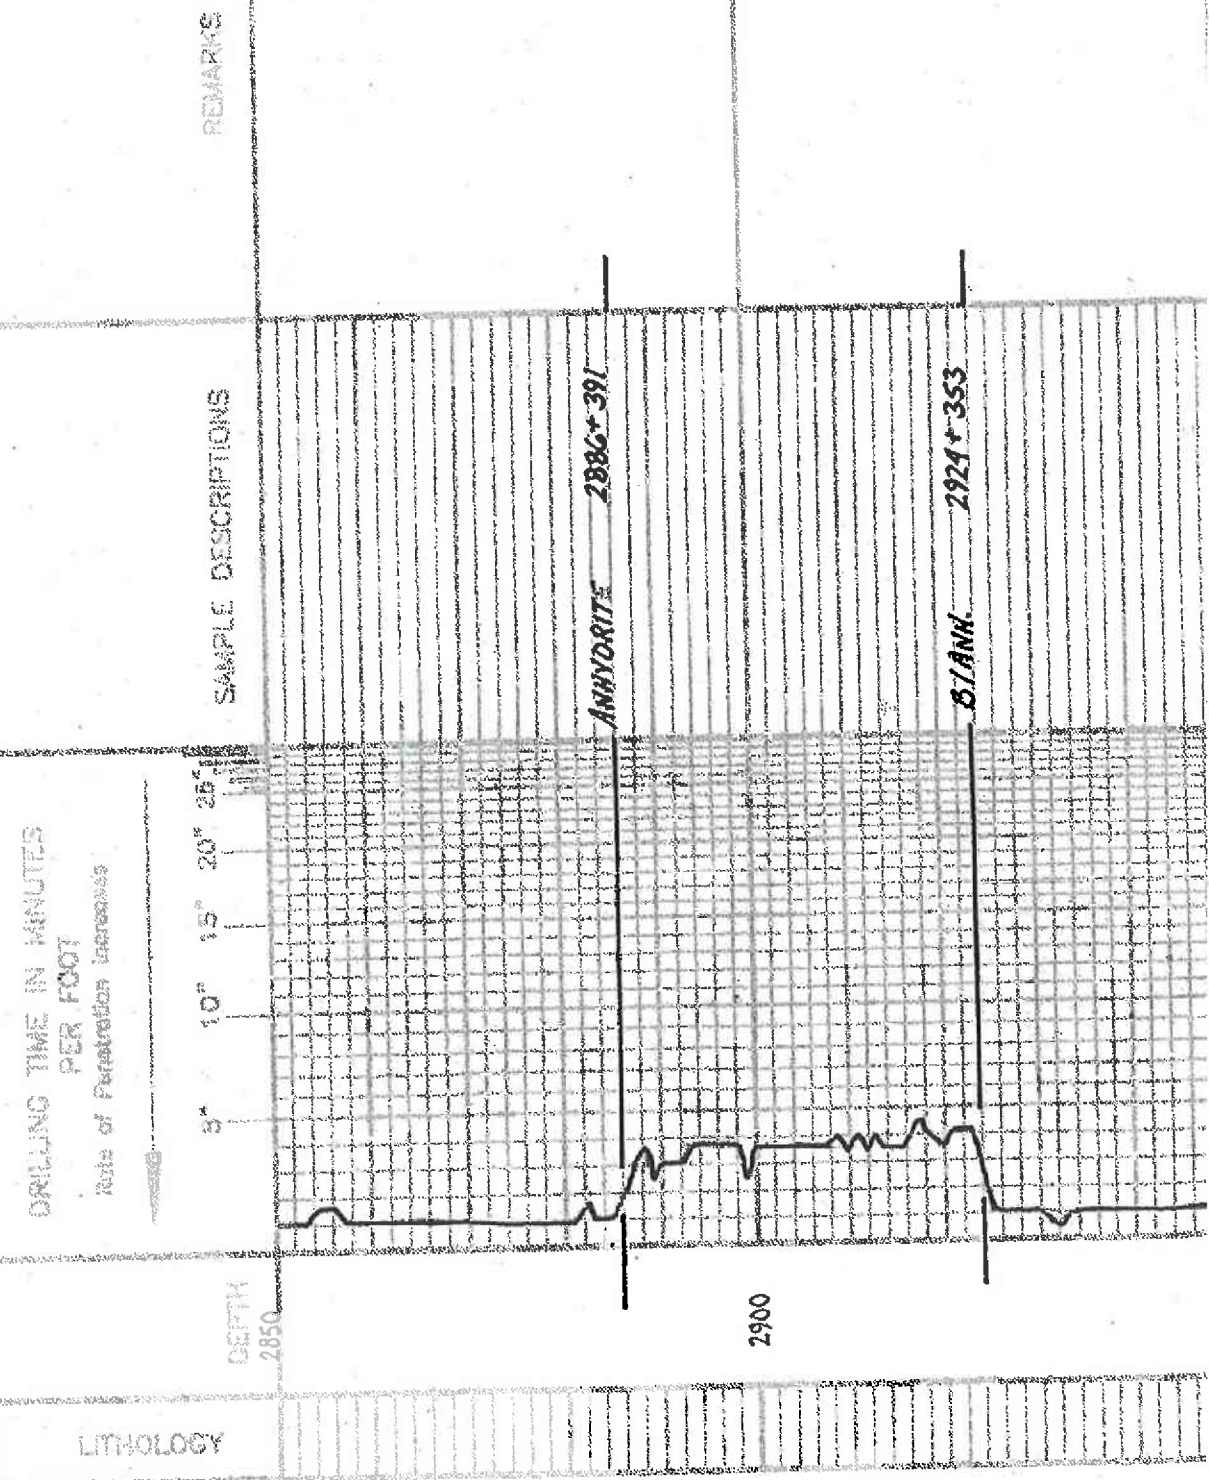 LITHOLOGY
DEPTH
2850
2900
DRILLING TIME IN MINUTES
PER FOOT
Rate of Penetration Increases
5"
10"
15"
20"
25"
SAMPLE DESCRIPTIONS
REMARKS
ANHYDRITE 2886+391
B/ANH. 2924+353